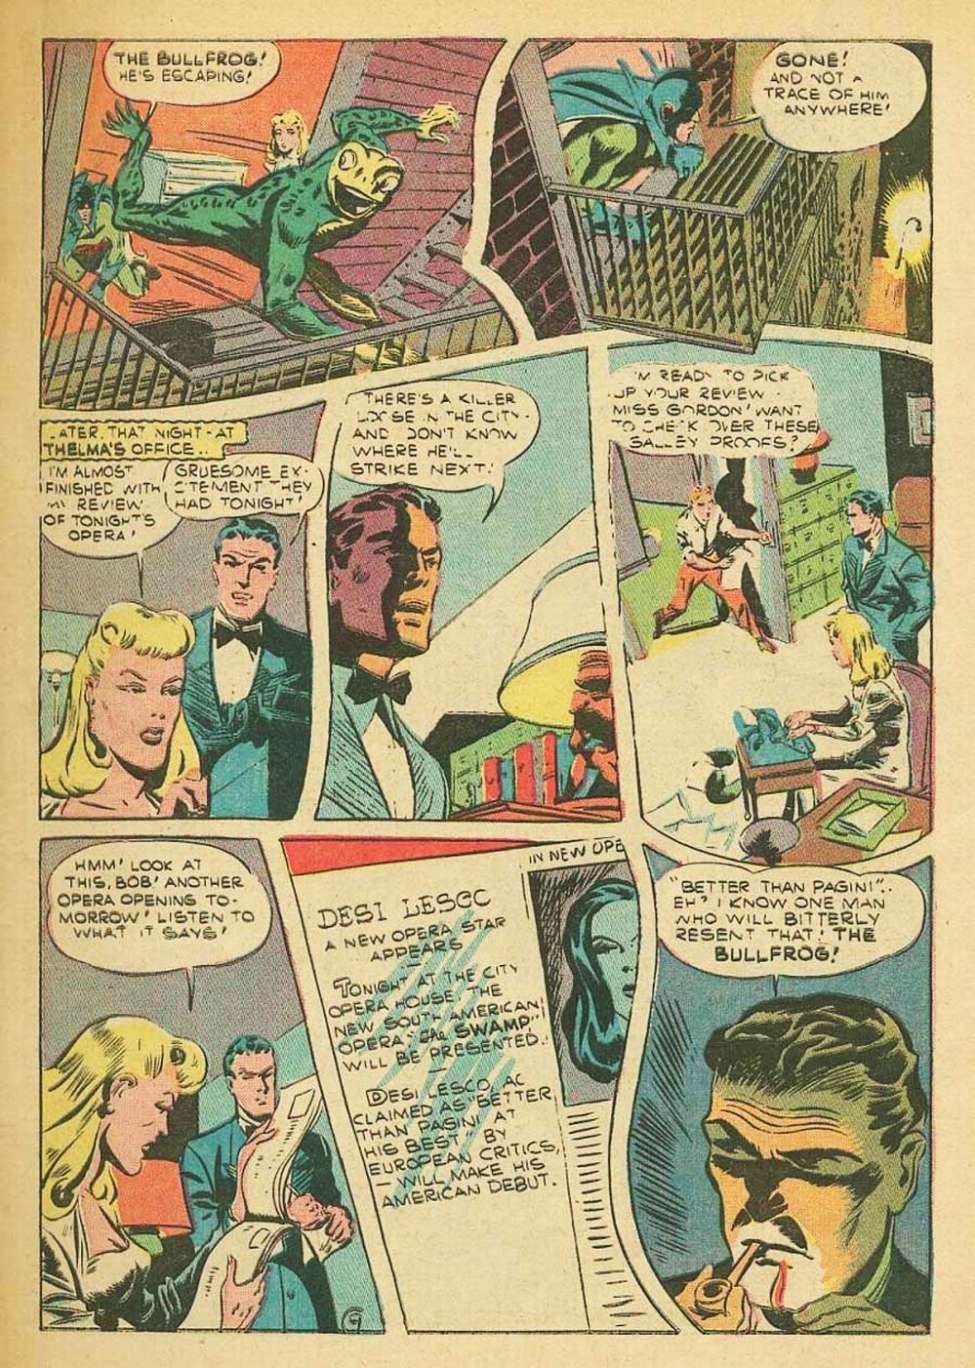 THE BULLFROG!
HE'S ESCAPING!
GONE!
AND NOT A
TRACE OF HIM
ANYWHERE!
LATER THAT NIGHT-AT
THELMA'S OFFICE..
I'M ALMOST
FINISHED WITH
MY REVIEW
OF TONIGHT'S
OPERA!
GRUESOME EX-
CITEMENT THEY
HAD TONIGHT!
THERE'S A KILLER
LOOSE IN THE CITY-
AND I DON'T KNOW
WHERE HE'LL
STRIKE NEXT!
I'M READY TO PICK
UP YOUR REVIEW
MISS GORDON! WANT
TO CHECK OVER THESE
GALLEY PROOFS?
HMM! LOOK AT
THIS, BOB! ANOTHER
OPERA OPENING TO-
MORROW! LISTEN TO
WHAT IT SAYS!
IN NEW OPE
DESI LESCO
A NEW OPERA STAR
APPEARS
TONIGHT AT THE CITY
OPERA HOUSE, THE
NEW SOUTH AMERICAN
OPERA, "The SWAMP,"
WILL BE PRESENTED.
—
DESI LESCO, AC
CLAIMED AS "BETTER
THAN PAGINI AT
HIS BEST," BY
EUROPEAN CRITICS,
— WILL MAKE HIS
AMERICAN DEBUT.
"BETTER THAN PAGINI"..
EH? I KNOW ONE MAN
WHO WILL BITTERLY
RESENT THAT! THE
BULLFROG!
9